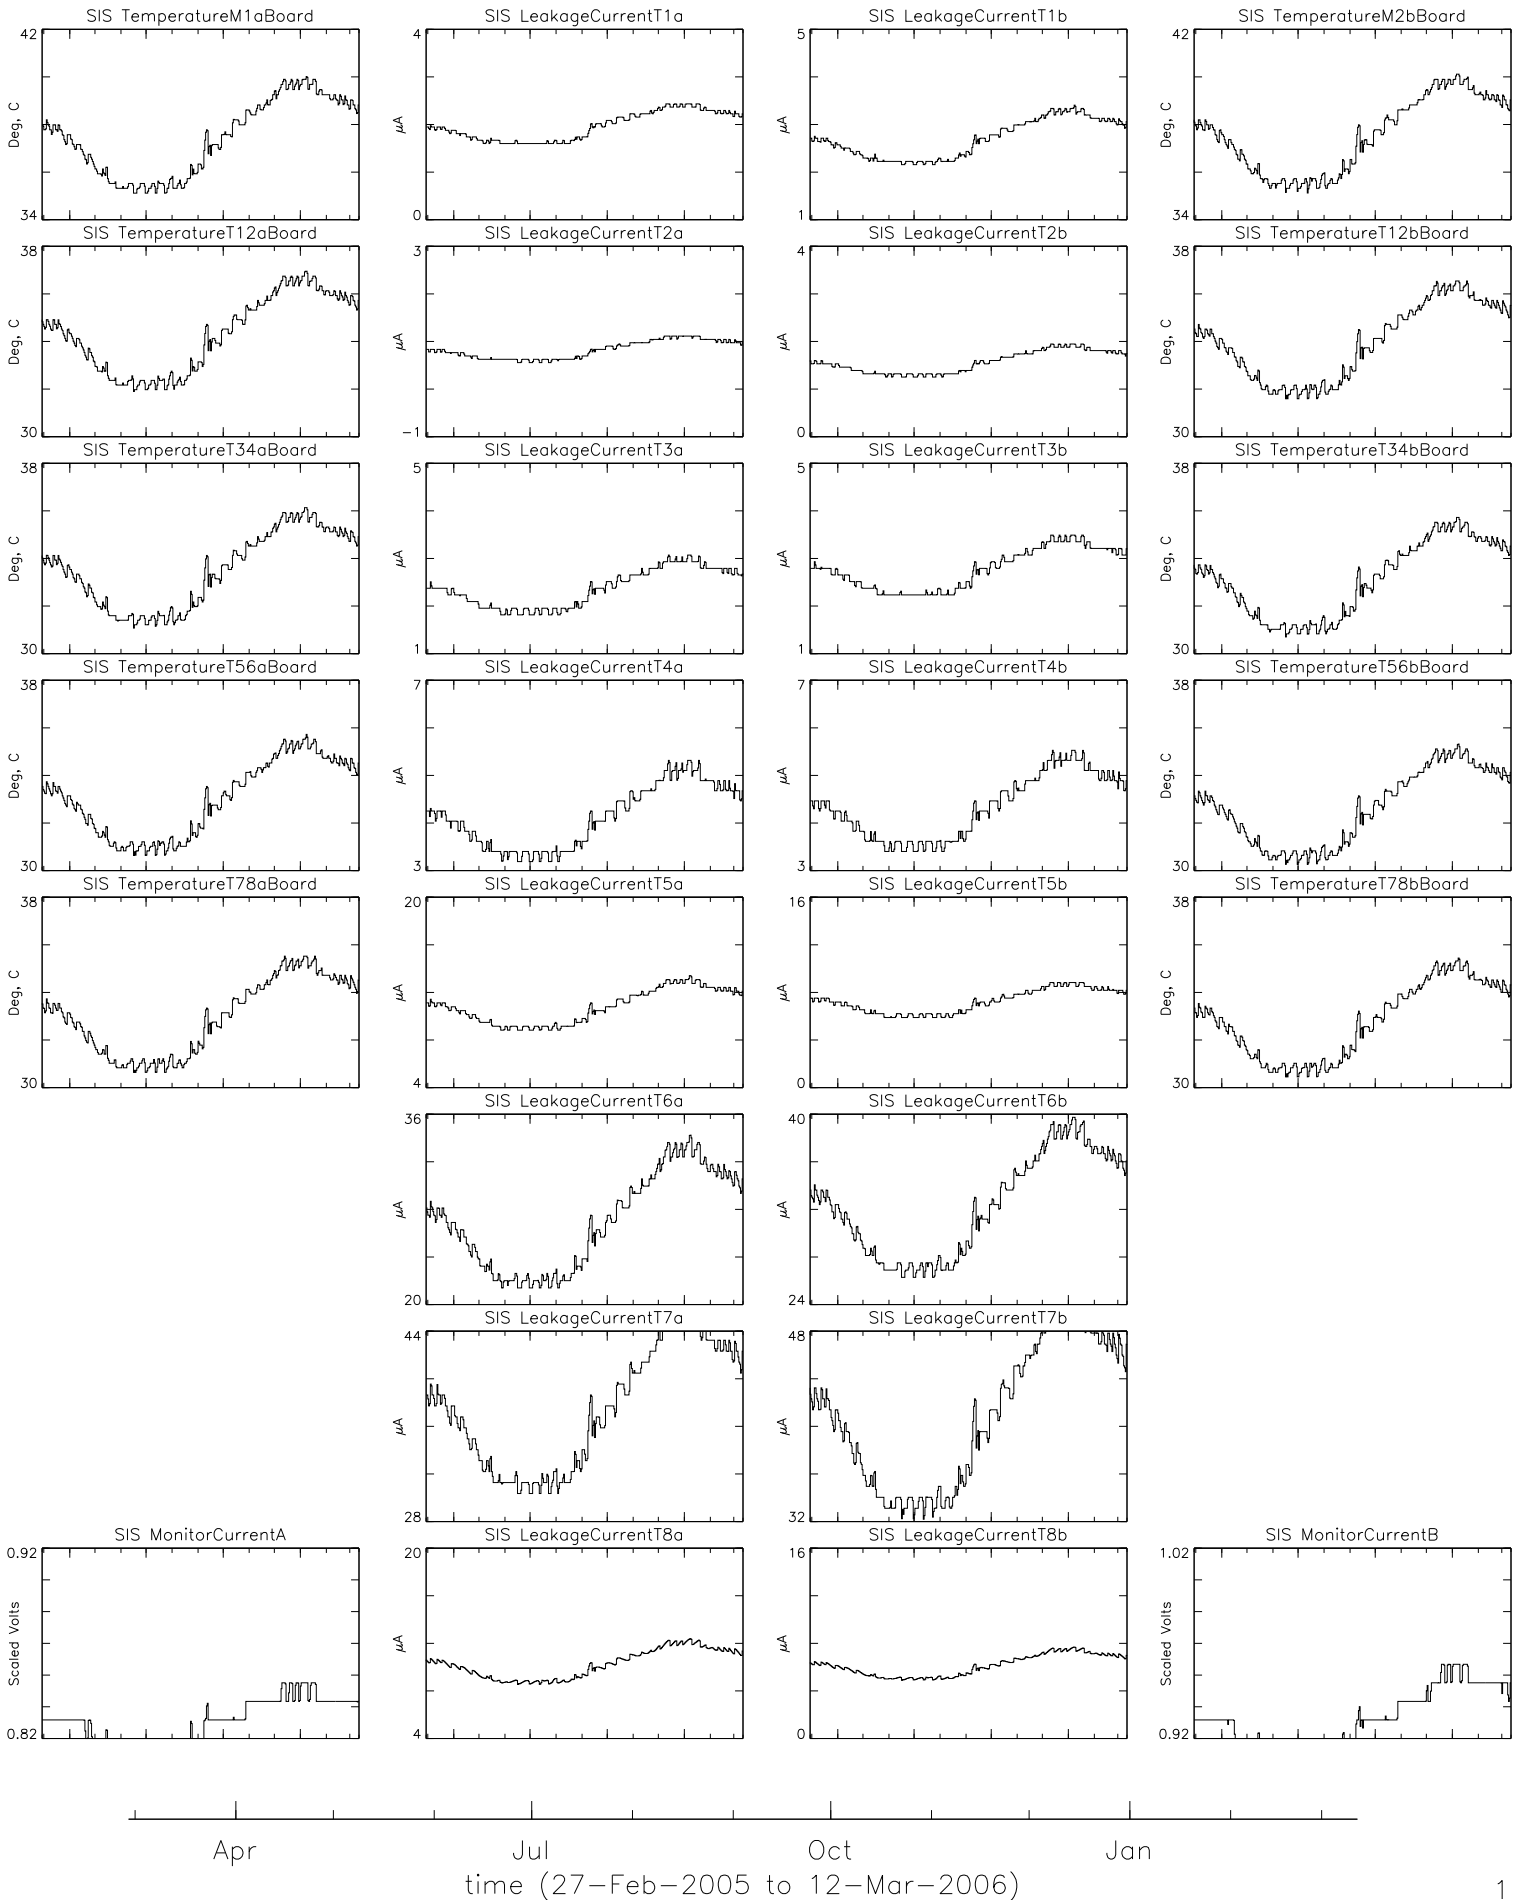 SIS TemperatureM1aBoard
42
Deg, C
34
SIS LeakageCurrentT1a
4
μA
0
SIS LeakageCurrentT1b
5
μA
1
SIS TemperatureM2bBoard
42
Deg, C
34
SIS TemperatureT12aBoard
38
Deg, C
30
SIS LeakageCurrentT2a
3
μA
−1
SIS LeakageCurrentT2b
4
μA
0
SIS TemperatureT12bBoard
38
Deg, C
30
SIS TemperatureT34aBoard
38
Deg, C
30
SIS LeakageCurrentT3a
5
μA
1
SIS LeakageCurrentT3b
5
μA
1
SIS TemperatureT34bBoard
38
Deg, C
30
SIS TemperatureT56aBoard
38
Deg, C
30
SIS LeakageCurrentT4a
7
μA
3
SIS LeakageCurrentT4b
7
μA
3
SIS TemperatureT56bBoard
38
Deg, C
30
SIS TemperatureT78aBoard
38
Deg, C
30
SIS LeakageCurrentT5a
20
μA
4
SIS LeakageCurrentT5b
16
μA
0
SIS TemperatureT78bBoard
38
Deg, C
30
SIS LeakageCurrentT6a
36
μA
20
SIS LeakageCurrentT6b
40
μA
24
SIS LeakageCurrentT7a
44
μA
28
SIS LeakageCurrentT7b
48
μA
32
SIS MonitorCurrentA
0.92
Scaled Volts
0.82
SIS LeakageCurrentT8a
20
μA
4
SIS LeakageCurrentT8b
16
μA
0
SIS MonitorCurrentB
1.02
Scaled Volts
0.92
Apr Jul Oct Jan
time (27−Feb−2005 to 12−Mar−2006)
1